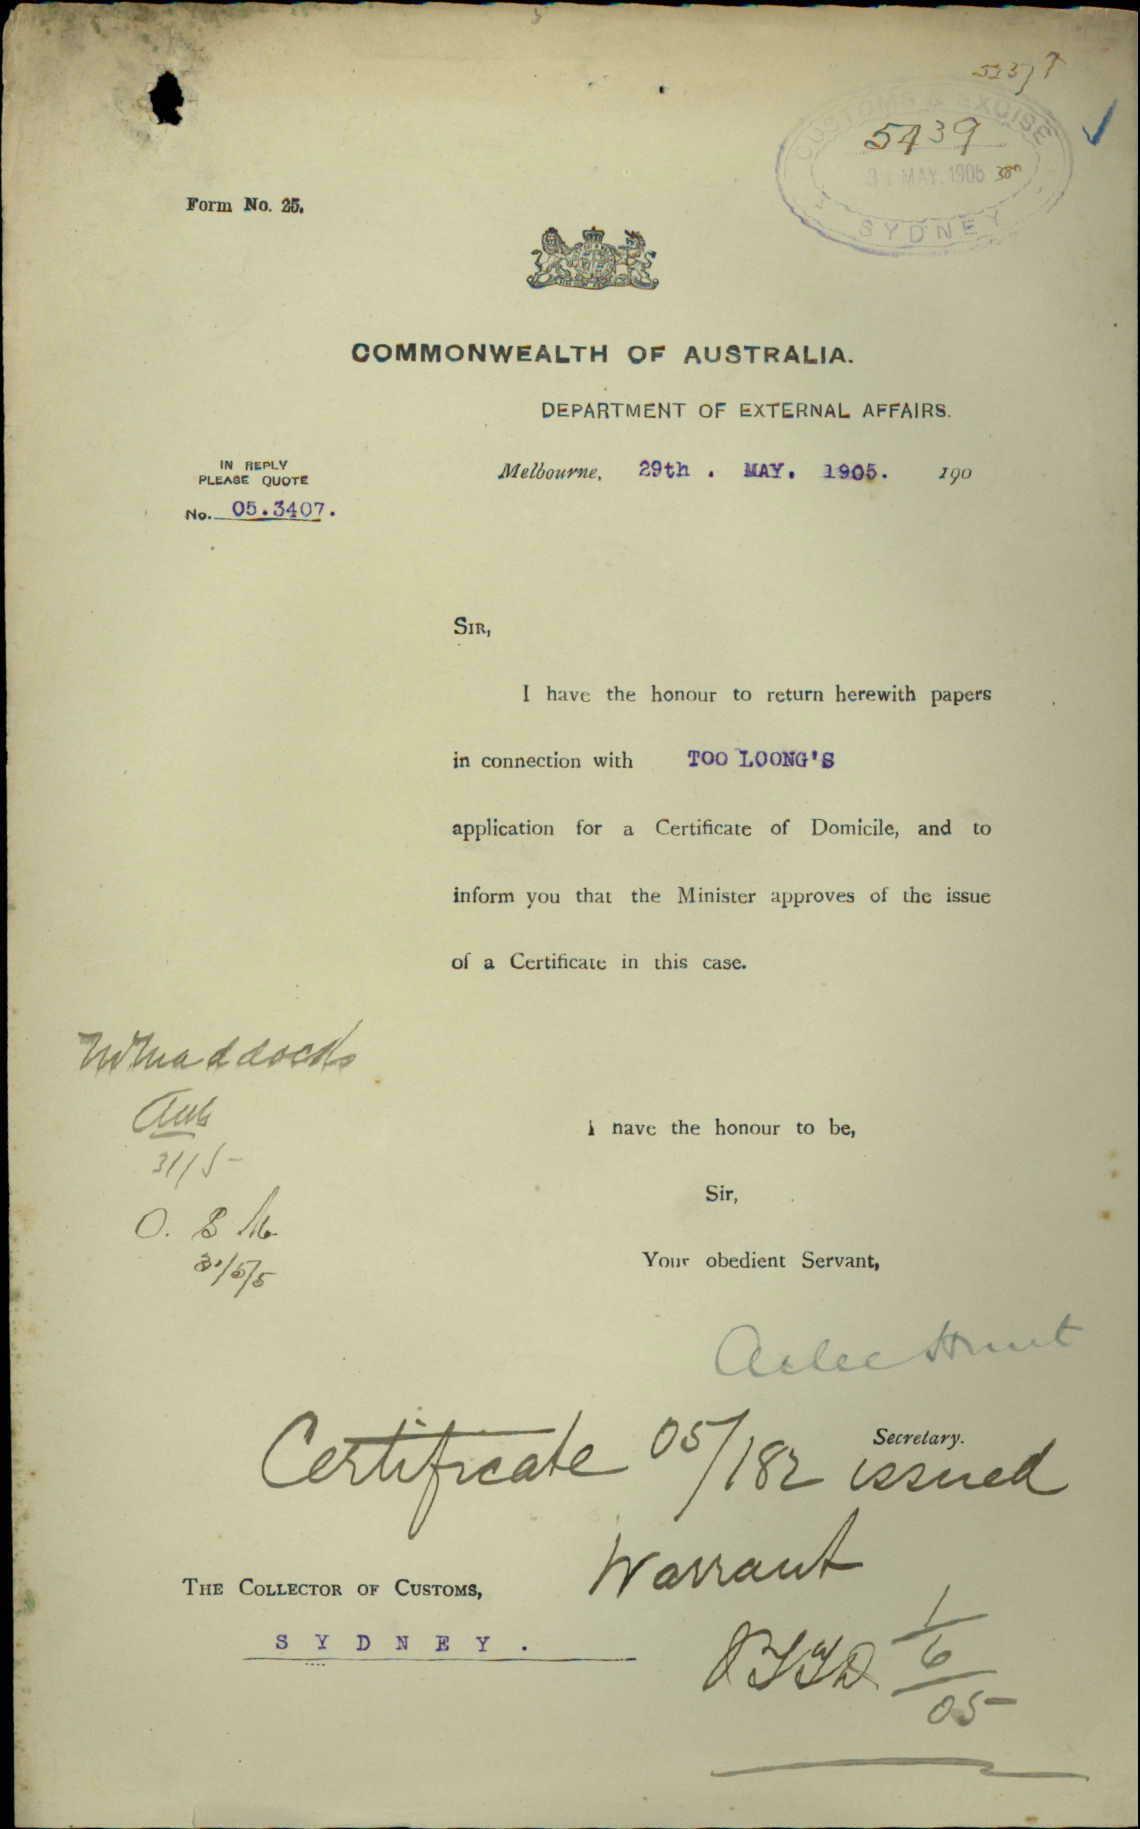 5439
CUSTOMS & EXCISE
MAY. 1905
SYDNEY
Form No. 25.
COMMONWEALTH OF AUSTRALIA.
DEPARTMENT OF EXTERNAL AFFAIRS.
IN REPLY
PLEASE QUOTE
No. 05.3407.
Melbourne, 29th . MAY. 1905. 190
SIR,
I have the honour to return herewith papers
in connection with TOO LOONG'S
application for a Certificate of Domicile, and to
inform you that the Minister approves of the issue
of a Certificate in this case.
31/5
I have the honour to be,
Sir,
Your obedient Servant,
Atlee Hunt
Secretary.
Certificate 05/182 issued
Warrant
THE COLLECTOR OF CUSTOMS,
SYDNEY.
1/6/05